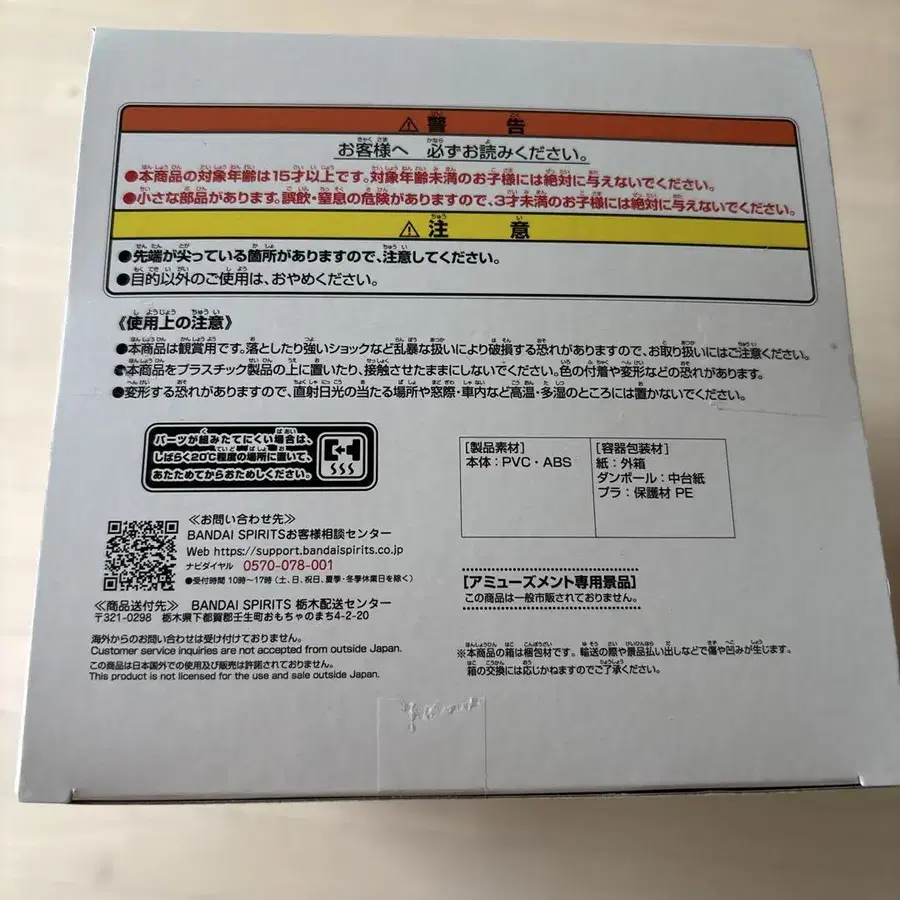 ⚠警告
お客様へ 必ずお読みください。
●本商品の対象年齢は15才以上です。対象年齢未満のお子様には絶対に与えないでください。
●小さな部品があります。誤飲・窒息の危険がありますので、3才未満のお子様には絶対に与えないでください。
⚠注意
●先端が尖っている箇所がありますので、注意してください。
●目的以外のご使用は、おやめください。
《使用上の注意》
●本商品は観賞用です。落としたり強いショックなど乱暴な扱いにより破損する恐れがありますので、お取り扱いにはご注意ください。
●本商品をプラスチック製品の上に置いたり、接触させたままにしないでください。色の付着や変形などの恐れがあります。
●変形する恐れがありますので、直射日光の当たる場所や窓際・車内など高温・多湿のところには置かないでください。
パーツが組みたてにくい場合は、
しばらく20℃程度の場所に置いて、
あたためてからおためしください。
[製品素材]
本体：PVC・ABS
[容器包装材]
紙：外箱
ダンボール：中台紙
プラ：保護材 PE
≪お問い合わせ先≫
BANDAI SPIRITSお客様相談センター
Web https://support.bandaispirits.co.jp
ナビダイヤル 0570-078-001
●受付時間 10時〜17時 (土、日、祝日、夏季・冬季休業日を除く)
≪商品送付先≫ BANDAI SPIRITS 栃木配送センター
〒321-0298 栃木県下都賀郡壬生町おもちゃのまち4-2-20
海外からのお問い合わせは受け付けておりません。
Customer service inquiries are not accepted from outside Japan.
この商品は日本国外での使用及び販売は許諾されておりません。
This product is not licensed for the use and sale outside Japan.
【アミューズメント専用景品】
この商品は一般市販されておりません。
※本商品の箱は梱包材です。輸送の際や景品払い出しなどで傷や凹みが生じます。
箱の交換には応じかねますのでご了承ください。